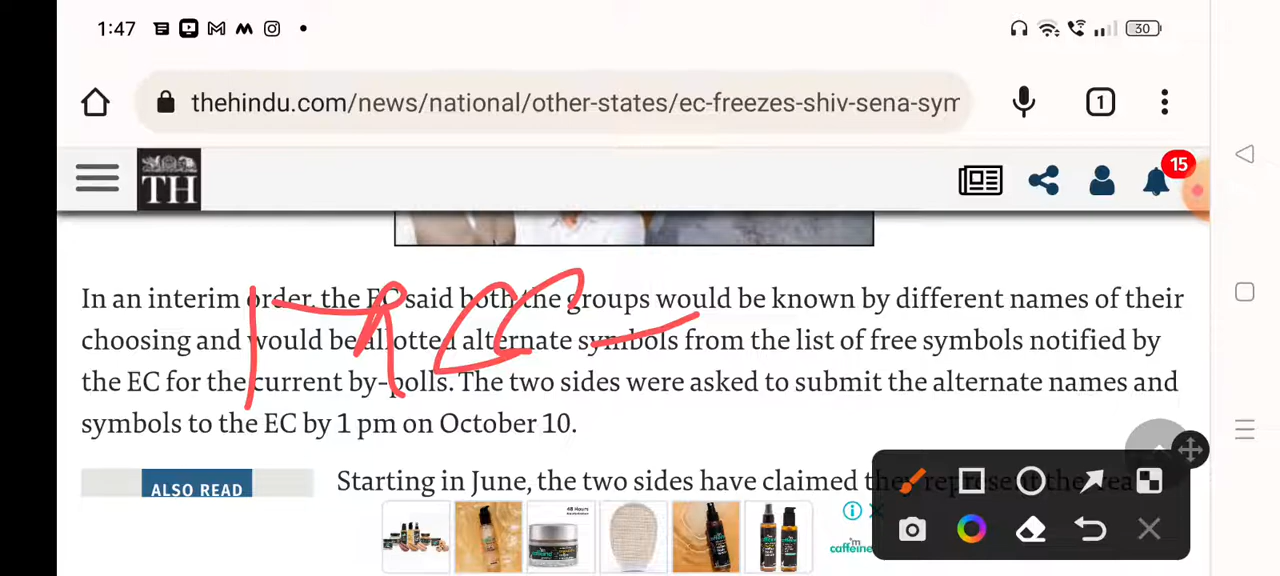 1:47
30
thehindu.com/news/national/other-states/ec-freezes-shiv-sena-sym
1
TH
15
In an interim order, the EC said both the groups would be known by different names of their
choosing and would be allotted alternate symbols from the list of free symbols notified by
the EC for the current by-polls. The two sides were asked to submit the alternate names and
symbols to the EC by 1 pm on October 10.
ALSO READ
Starting in June, the two sides have claimed they represent the
caffeine